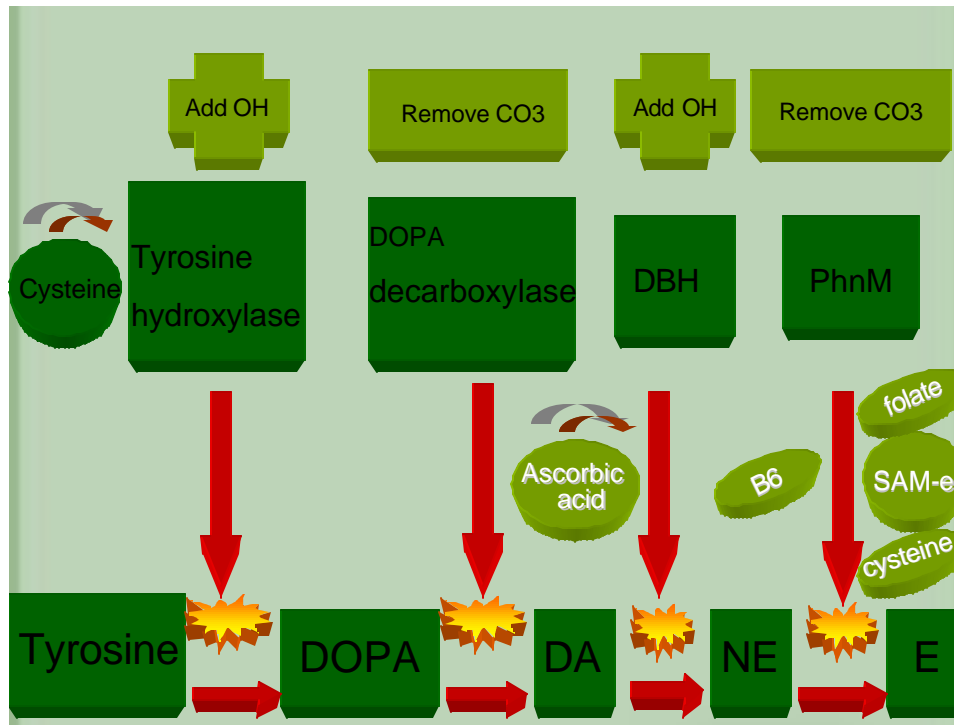 Add OH
Remove CO3
Add OH
Remove CO3
Cysteine
Tyrosine
hydroxylase
DOPA
decarboxylase
DBH
PhnM
Ascorbic
acid
B6
folate
SAM-e
cysteine
Tyrosine
DOPA
DA
NE
E